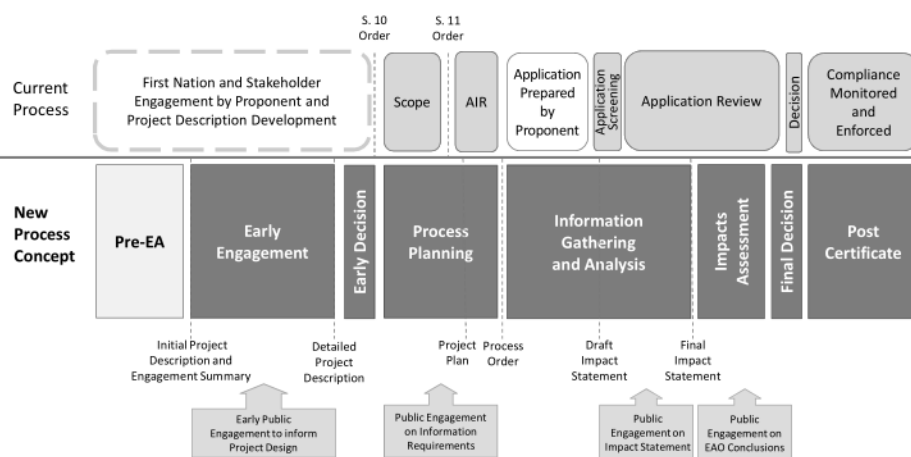 S. 10
Order
S. 11
Order
Current
Process
First Nation and Stakeholder
Engagement by Proponent and
Project Description Development
Scope
AIR
Application
Prepared
by
Proponent
Application
Screening
Application Review
Decision
Compliance
Monitored
and
Enforced
New
Process
Concept
Pre-EA
Early
Engagement
Early Decision
Process
Planning
Information
Gathering
and Analysis
Impacts
Assessment
Final Decision
Post
Certificate
Initial Project
Description and
Engagement Summary
Detailed
Project
Description
Project
Plan
Process
Order
Draft
Impact
Statement
Final
Impact
Statement
Early Public
Engagement to inform
Project Design
Public Engagement
on Information
Requirements
Public
Engagement on
Impact Statement
Public
Engagement on
EAO Conclusions